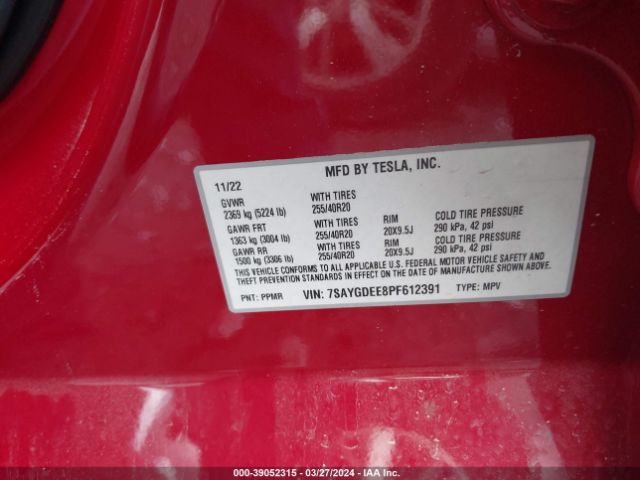 MFD BY TESLA, INC.
11/22
GVWR WITH TIRES
2369 kg (5224 lb) 255/40R20
GAWR FRT WITH TIRES RIM COLD TIRE PRESSURE
1363 kg (3004 lb) 255/40R20 20X9.5J 290 kPa, 42 psi
GAWR RR WITH TIRES RIM COLD TIRE PRESSURE
1500 kg (3306 lb) 255/40R20 20X9.5J 290 kPa, 42 psi
THIS VEHICLE CONFORMS TO ALL APPLICABLE U.S. FEDERAL MOTOR VEHICLE SAFETY AND
THEFT PREVENTION STANDARDS IN EFFECT ON THE DATE OF MANUFACTURE SHOWN ABOVE.
PNT: PPMR VIN: 7SAYGDEE8PF612391 TYPE: MPV
000-39052315 | 03/27/2024 | IAA Inc.